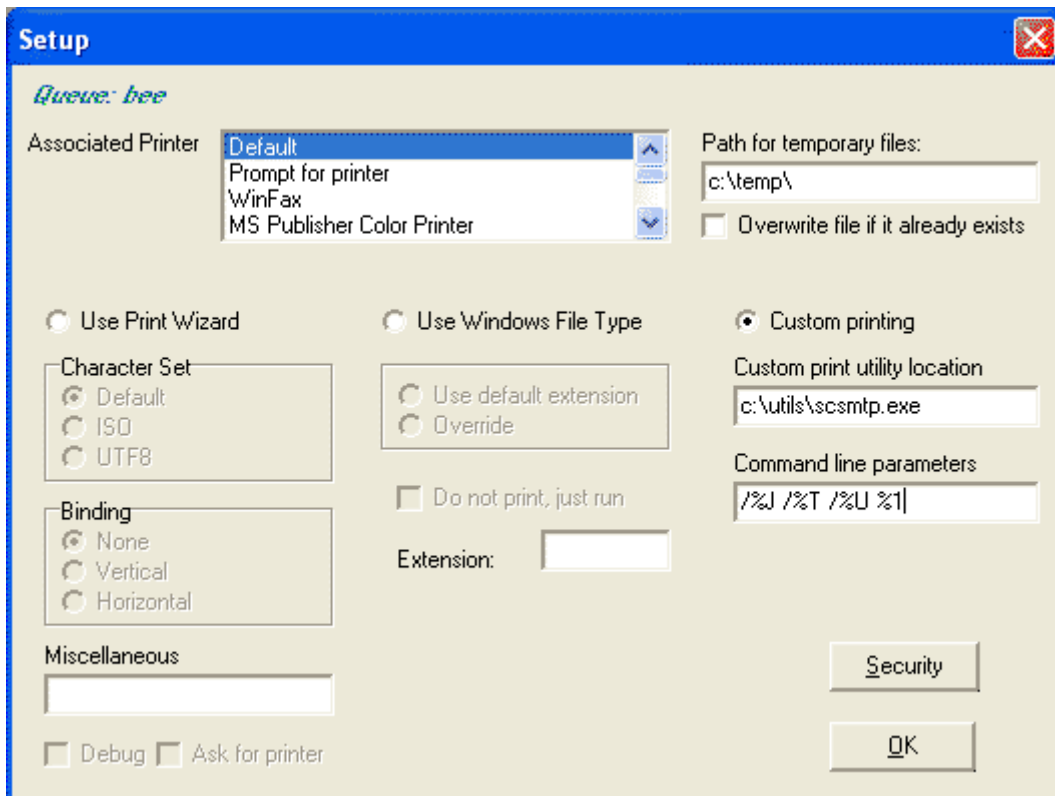 Setup
Queue: bee
Associated Printer
Default
Prompt for printer
WinFax
MS Publisher Color Printer
Path for temporary files:
c:\temp\
Overwrite file if it already exists
Use Print Wizard
Character Set
Default
ISO
UTF8
Binding
None
Vertical
Horizontal
Miscellaneous
Debug
Ask for printer
Use Windows File Type
Use default extension
Override
Do not print, just run
Extension:
Custom printing
Custom print utility location
c:\utils\scsmtp.exe
Command line parameters
/%J /%T /%U %1
Security
OK